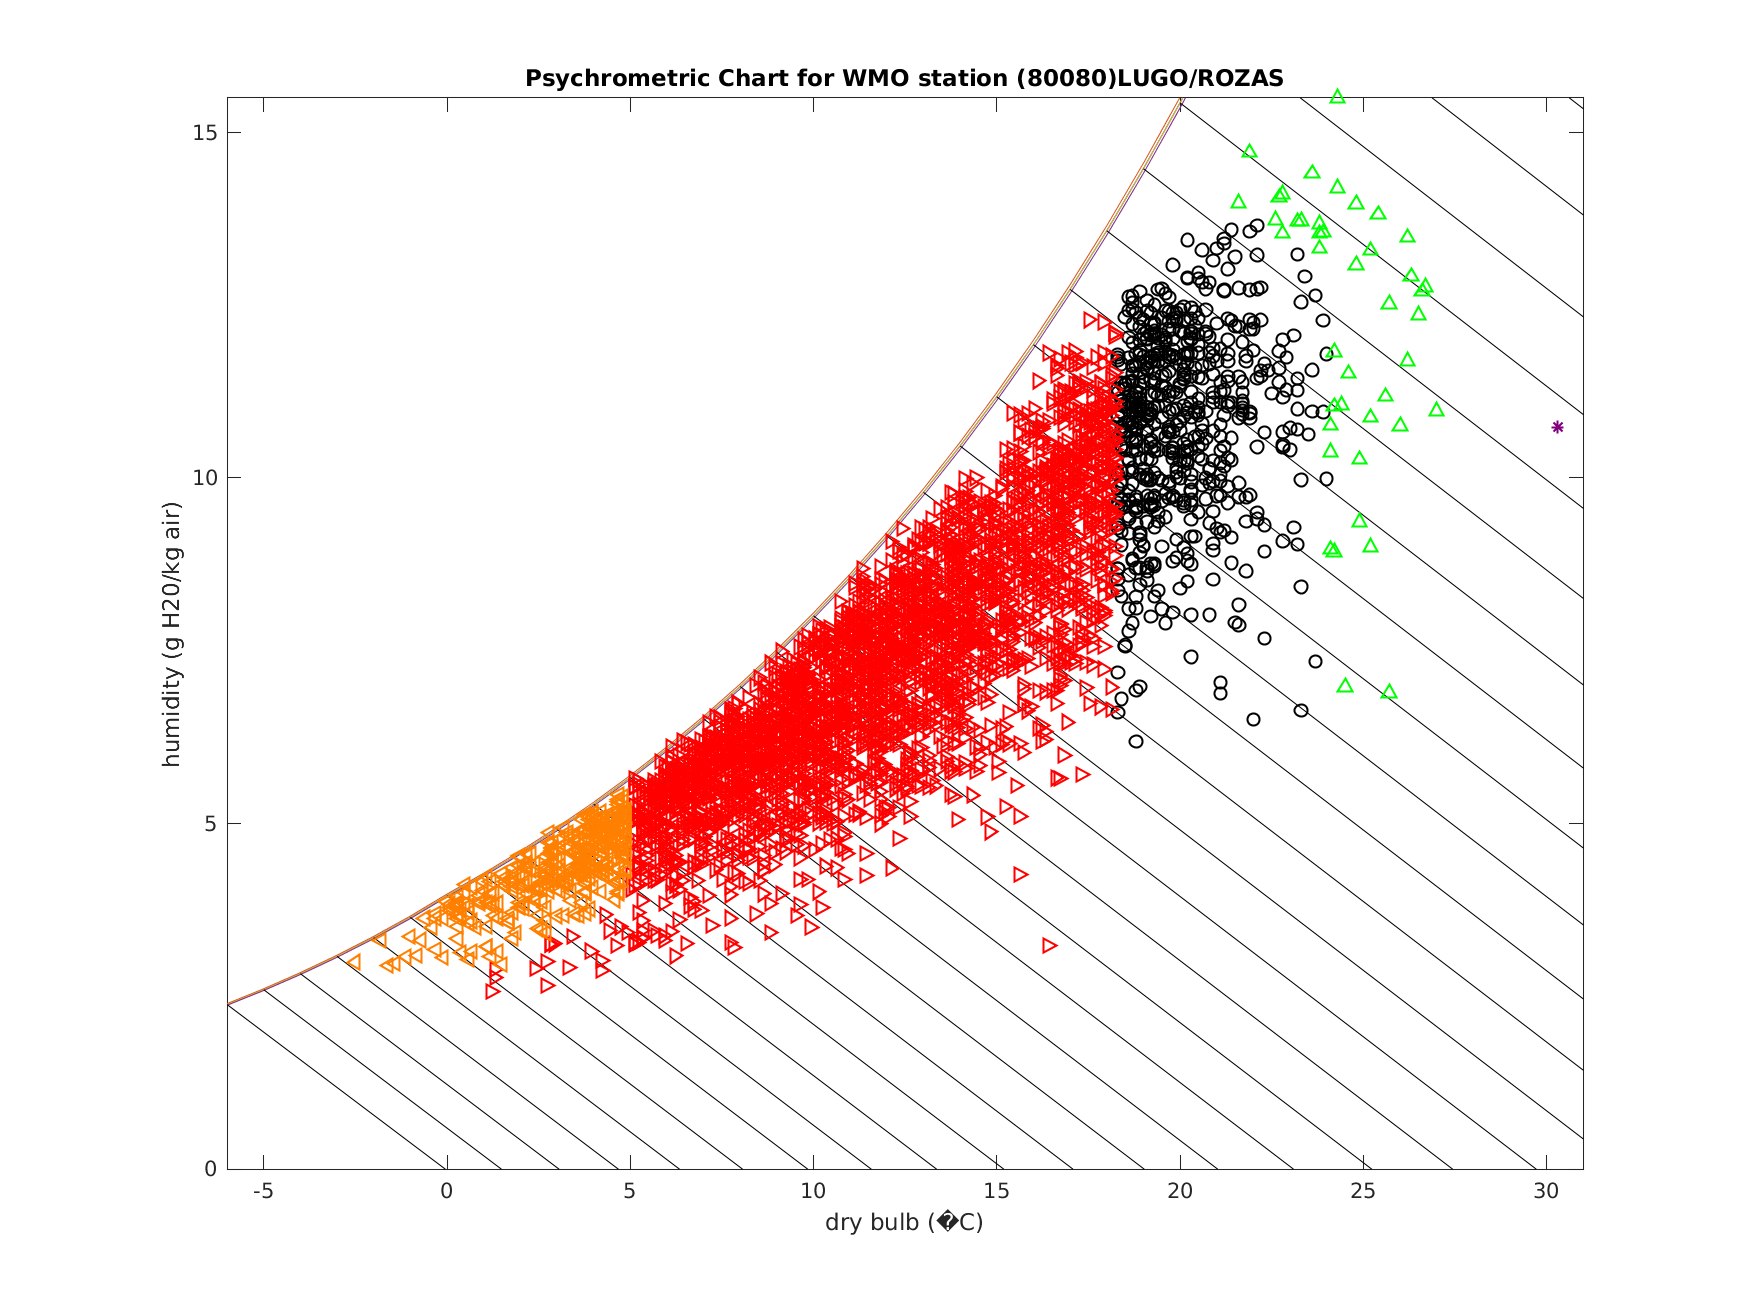 Psychrometric Chart for WMO station (80080)LUGO/ROZAS
15
10
5
0
humidity (g H20/kg air)
-5 0 5 10 15 20 25 30
dry bulb (�C)